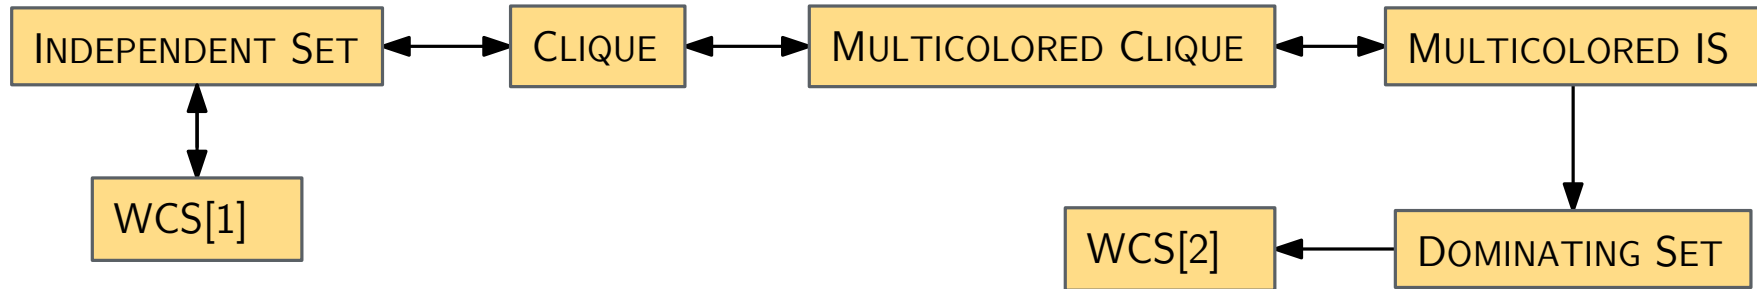 INDEPENDENT SET
CLIQUE
MULTICOLORED CLIQUE
MULTICOLORED IS
WCS[1]
WCS[2]
DOMINATING SET